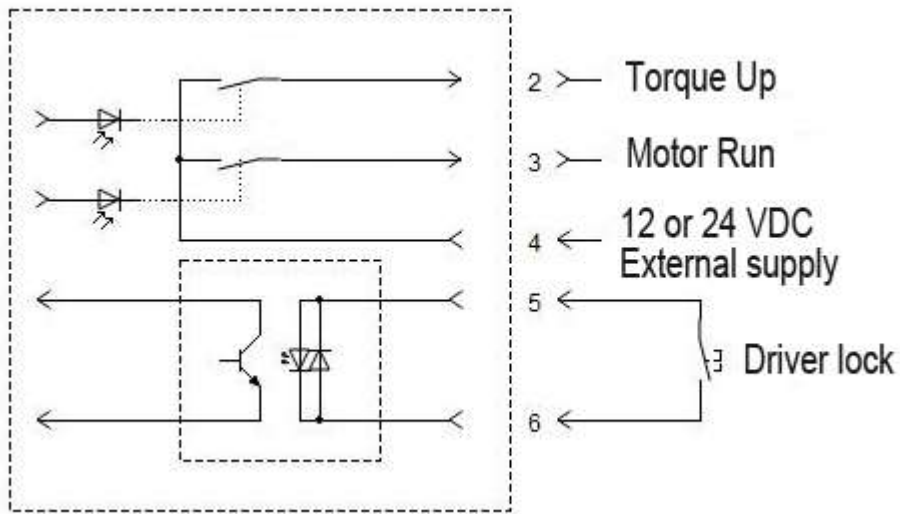 2 Torque Up
3 Motor Run
4 12 or 24 VDC
External supply
5
Driver lock
6